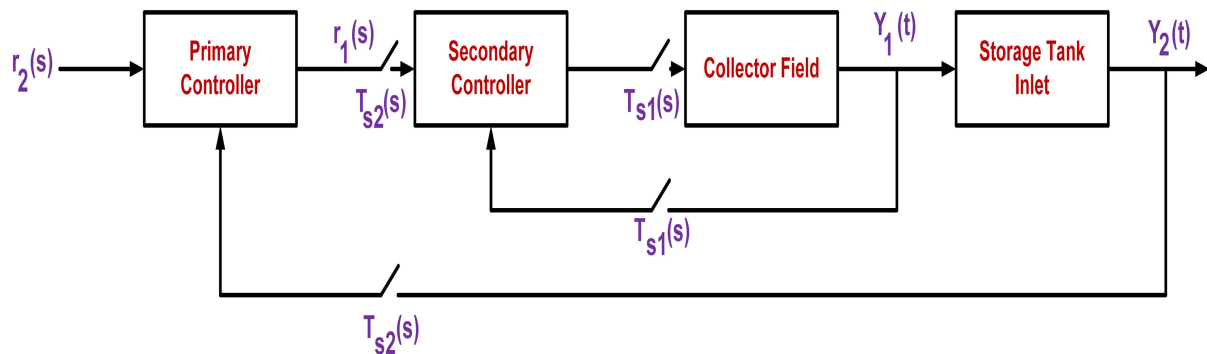 r2(s)
Primary
Controller
r1(s)
Ts2(s)
Secondary
Controller
Ts1(s)
Collector Field
Y1(t)
Storage Tank
Inlet
Y2(t)
Ts1(s)
Ts2(s)